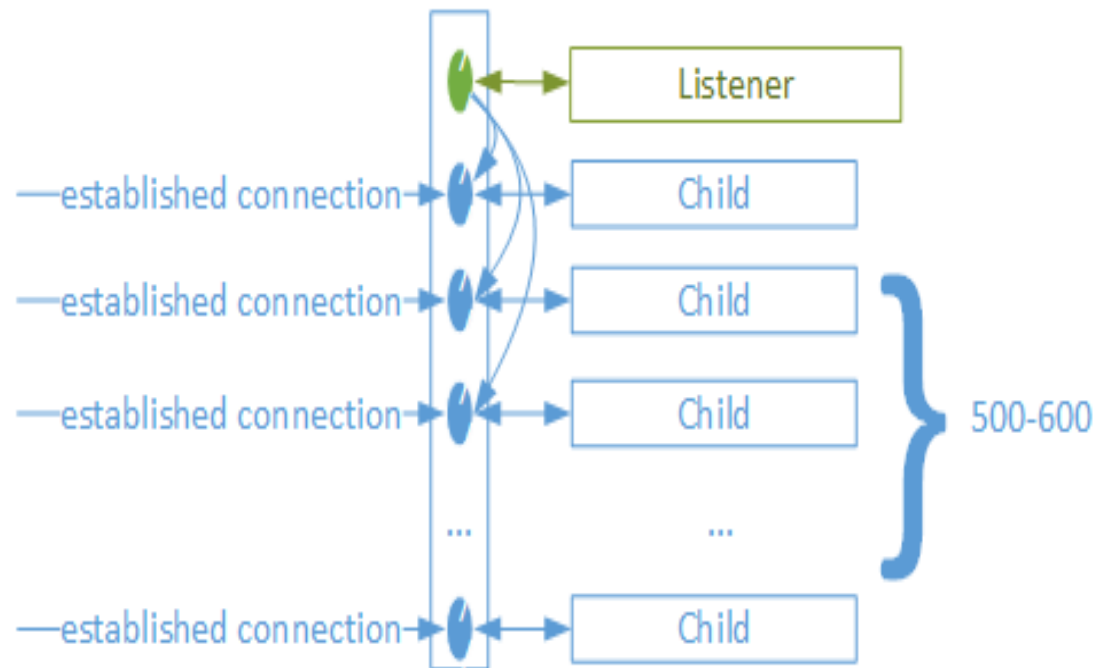 Listener
established connection
Child
established connection
Child
established connection
Child
500-600
...
...
established connection
Child